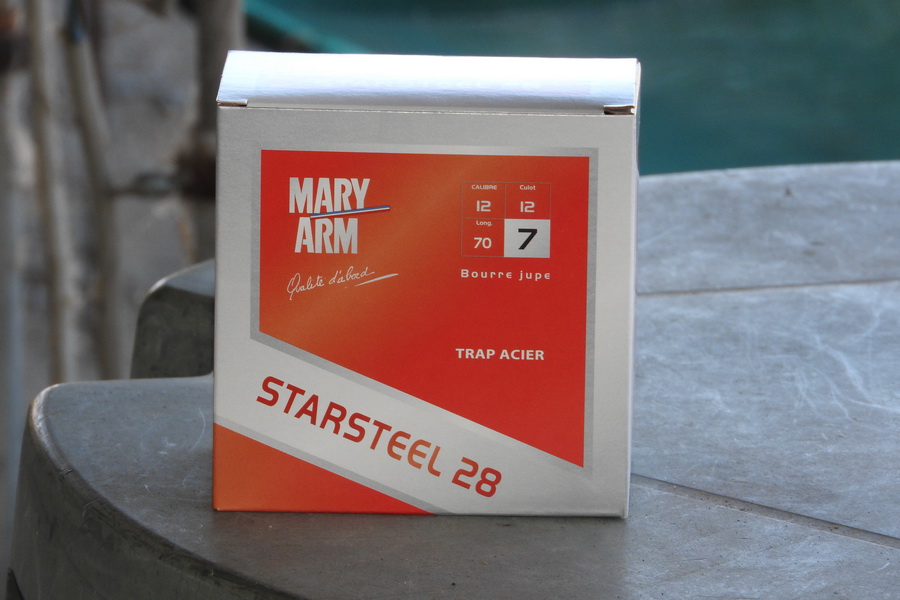 MARY
ARM
Qualité d'abord
CALIBRE Culot
12 12
Long.
70 7
Bourre jupe
TRAP ACIER
STARSTEEL 28